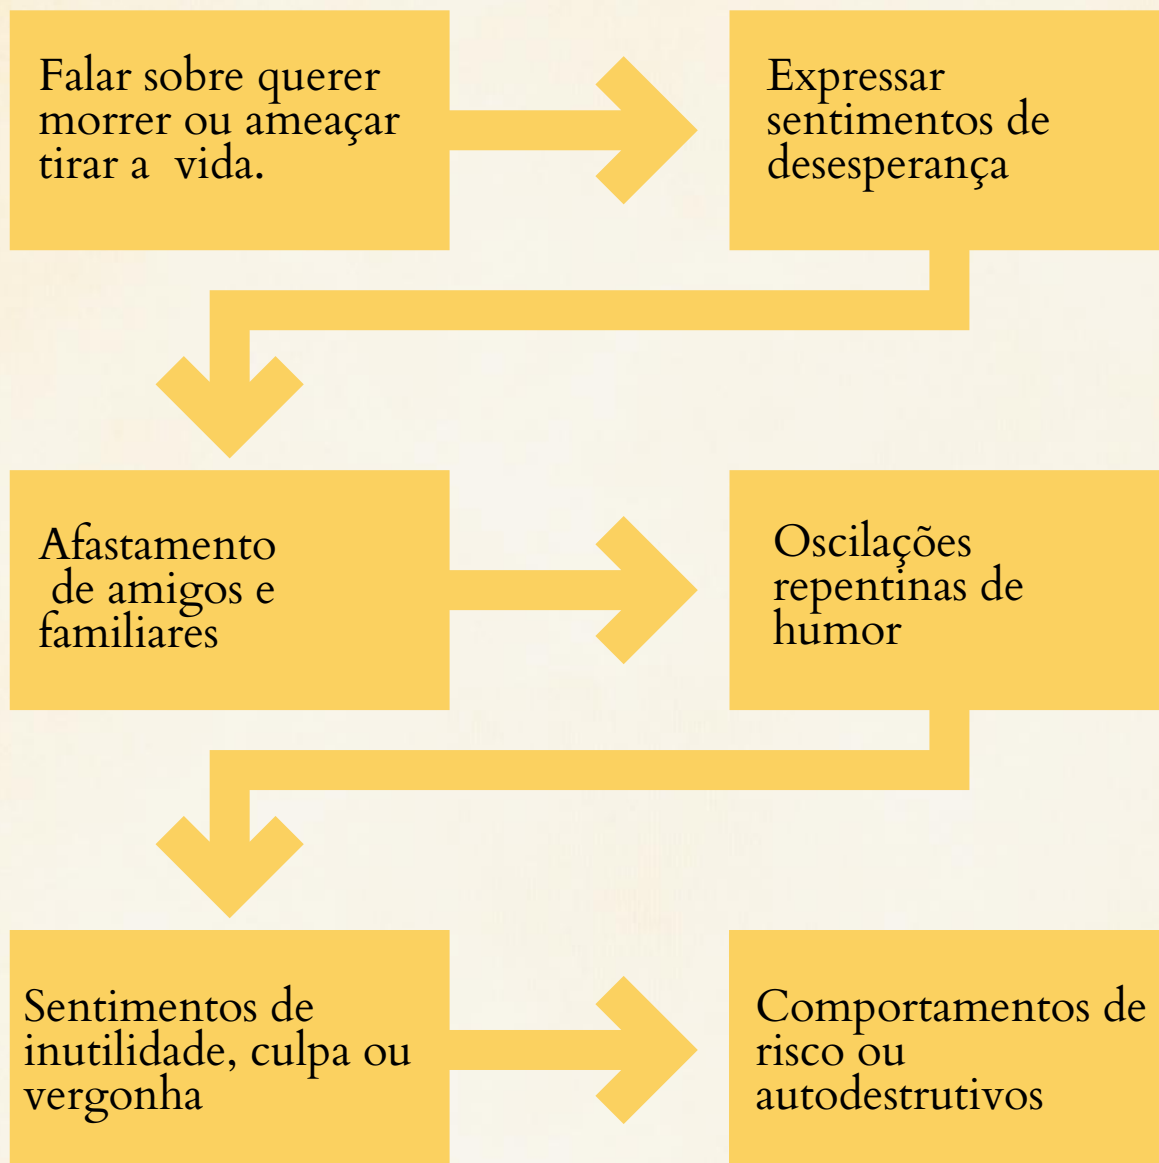 Falar sobre querer
morrer ou ameaçar
tirar a vida.
Expressar
sentimentos de
desesperança
Afastamento
de amigos e
familiares
Oscilações
repentinas de
humor
Sentimentos de
inutilidade, culpa ou
vergonha
Comportamentos de
risco ou
autodestrutivos